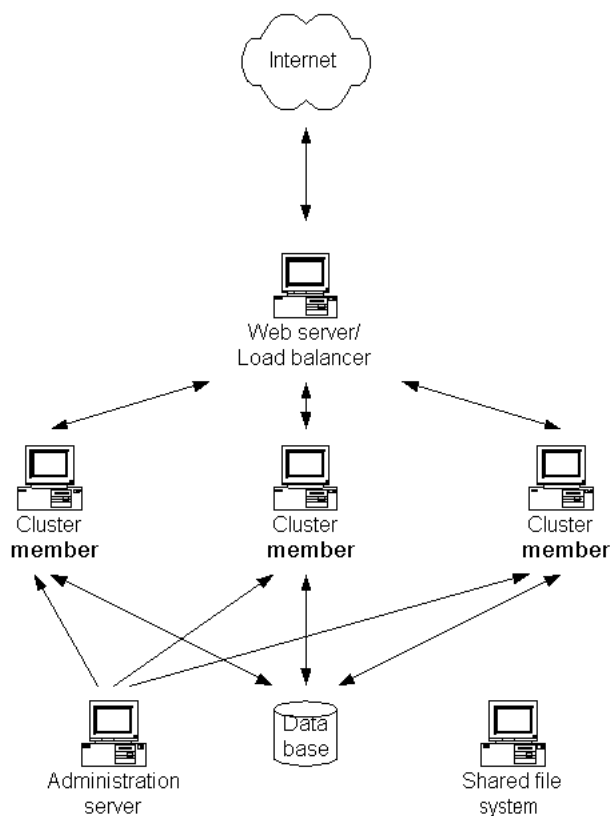 Internet
Web server/
Load balancer
Cluster
member
Cluster
member
Cluster
member
Administration
server
Data
base
Shared file
system